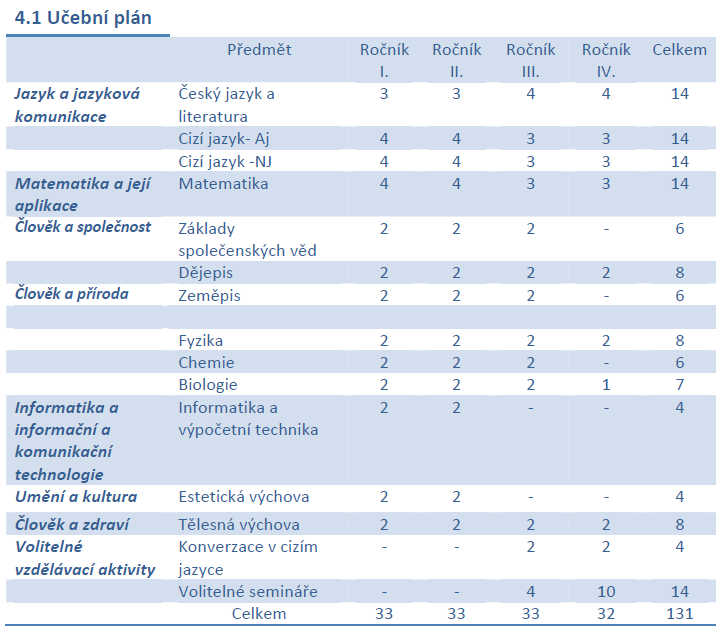 4.1 Učební plán
Předmět Ročník I. Ročník II. Ročník III. Ročník IV. Celkem
Jazyk a jazyková komunikace Český jazyk a literatura 3 3 4 4 14
Cizí jazyk- Aj 4 4 3 3 14
Cizí jazyk -NJ 4 4 3 3 14
Matematika a její aplikace Matematika 4 4 3 3 14
Člověk a společnost Základy společenských věd 2 2 2 - 6
Dějepis 2 2 2 2 8
Člověk a příroda Zeměpis 2 2 2 - 6
Fyzika 2 2 2 2 8
Chemie 2 2 2 - 6
Biologie 2 2 2 1 7
Informatika a informační a komunikační technologie Informatika a výpočetní technika 2 2 - - 4
Umění a kultura Estetická výchova 2 2 - - 4
Člověk a zdraví Tělesná výchova 2 2 2 2 8
Volitelné vzdělávací aktivity Konverzace v cizím jazyce - - 2 2 4
Volitelné semináře - - 4 10 14
Celkem 33 33 33 32 131